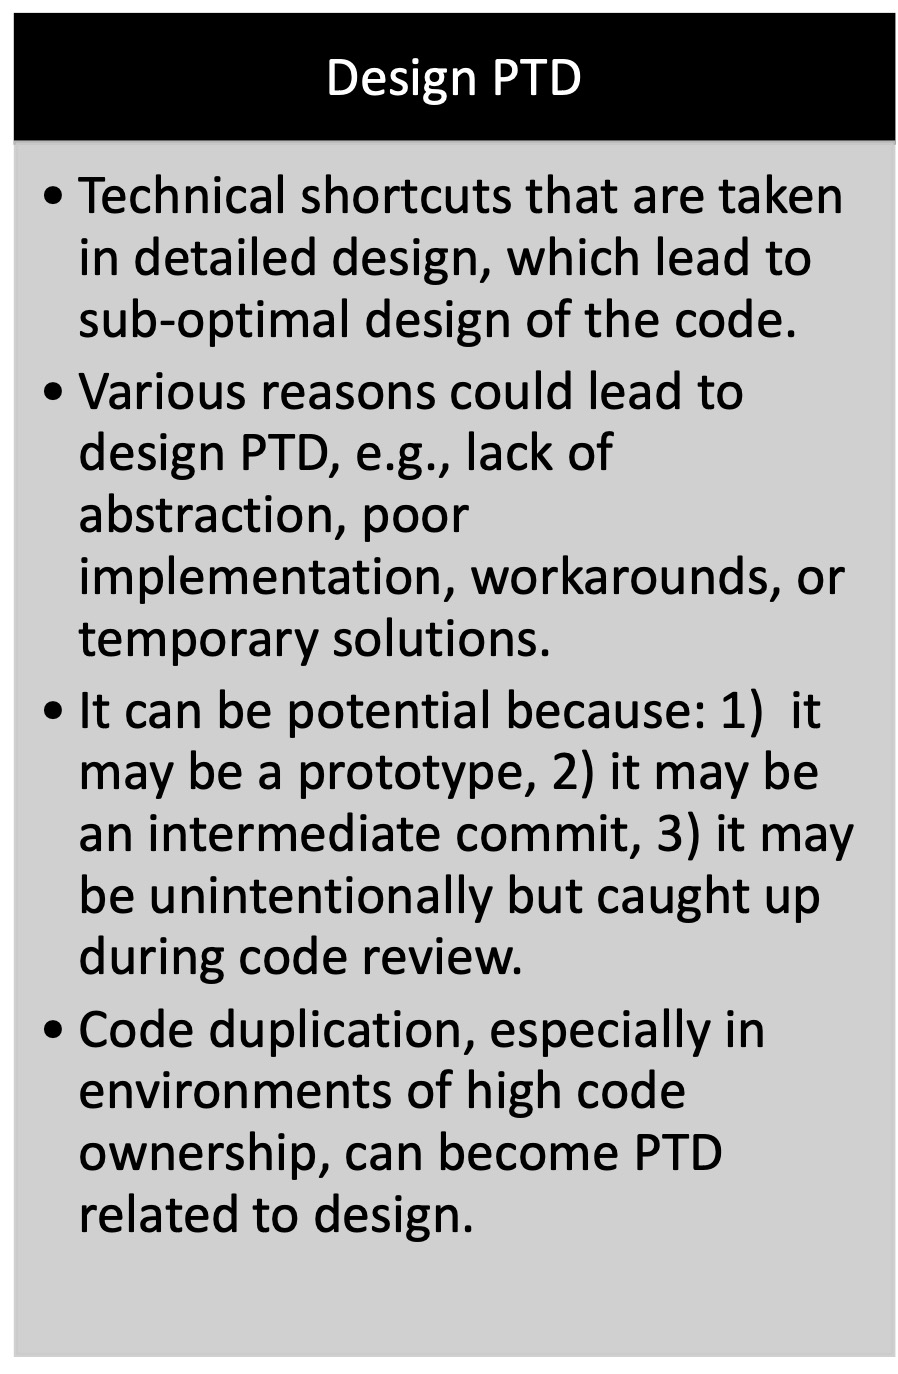 Design PTD
• Technical shortcuts that are taken
in detailed design, which lead to
sub-optimal design of the code.
• Various reasons could lead to
design PTD, e.g., lack of
abstraction, poor
implementation, workarounds, or
temporary solutions.
• It can be potential because: 1)  it
may be a prototype, 2) it may be
an intermediate commit, 3) it may
be unintentionally but caught up
during code review.
• Code duplication, especially in
environments of high code
ownership, can become PTD
related to design.